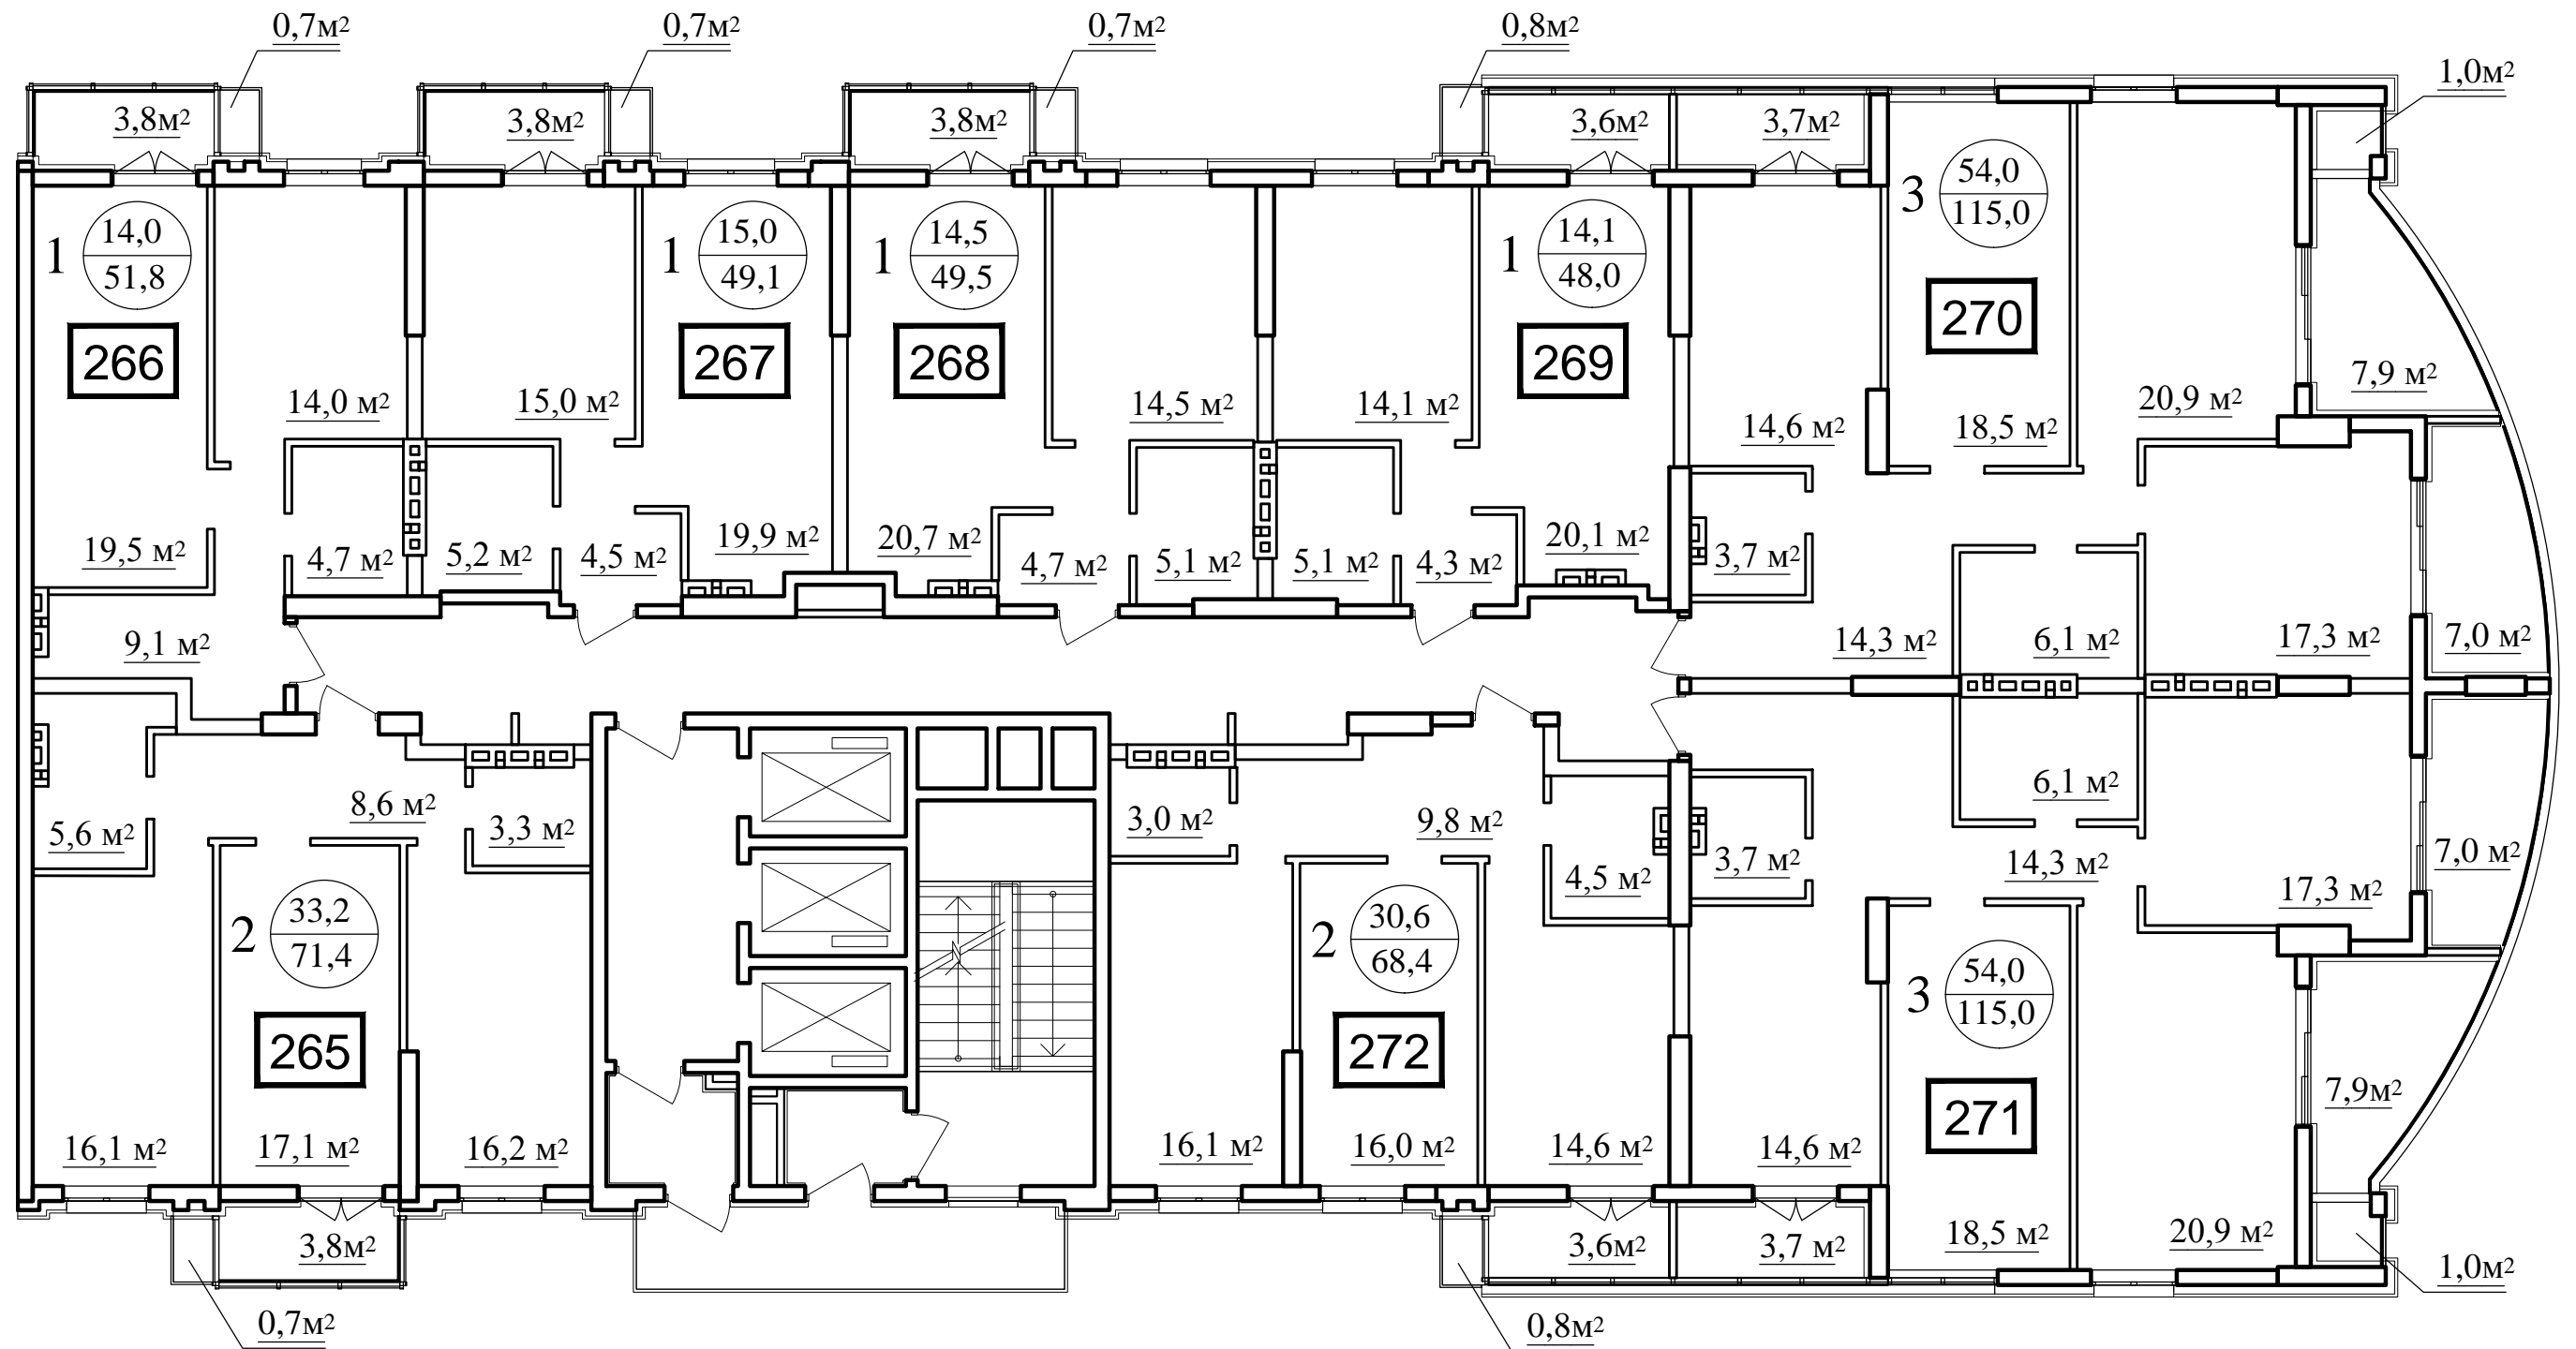 0,7м²
0,7м²
0,7м²
0,8м²
1,0м²
3,8м²
3,8м²
3,8м²
3,6м²
3,7м²
1
14,0
51,8
266
14,0 м²
19,5 м²
4,7 м²
9,1 м²
1
15,0
49,1
267
15,0 м²
5,2 м²
4,5 м²
19,9 м²
1
14,5
49,5
268
14,5 м²
20,7 м²
4,7 м²
5,1 м²
1
14,1
48,0
269
14,1 м²
5,1 м²
4,3 м²
20,1 м²
3
54,0
115,0
270
14,6 м²
18,5 м²
20,9 м²
7,9 м²
3,7 м²
14,3 м²
6,1 м²
17,3 м²
7,0 м²
5,6 м²
8,6 м²
3,3 м²
2
33,2
71,4
265
16,1 м²
17,1 м²
16,2 м²
3,8м²
0,7м²
3,0 м²
9,8 м²
4,5 м²
2
30,6
68,4
272
16,1 м²
16,0 м²
14,6 м²
3,6м²
0,8м²
6,1 м²
3,7 м²
14,3 м²
17,3 м²
7,0 м²
3
54,0
115,0
271
7,9м²
14,6 м²
18,5 м²
20,9 м²
3,7 м²
1,0м²